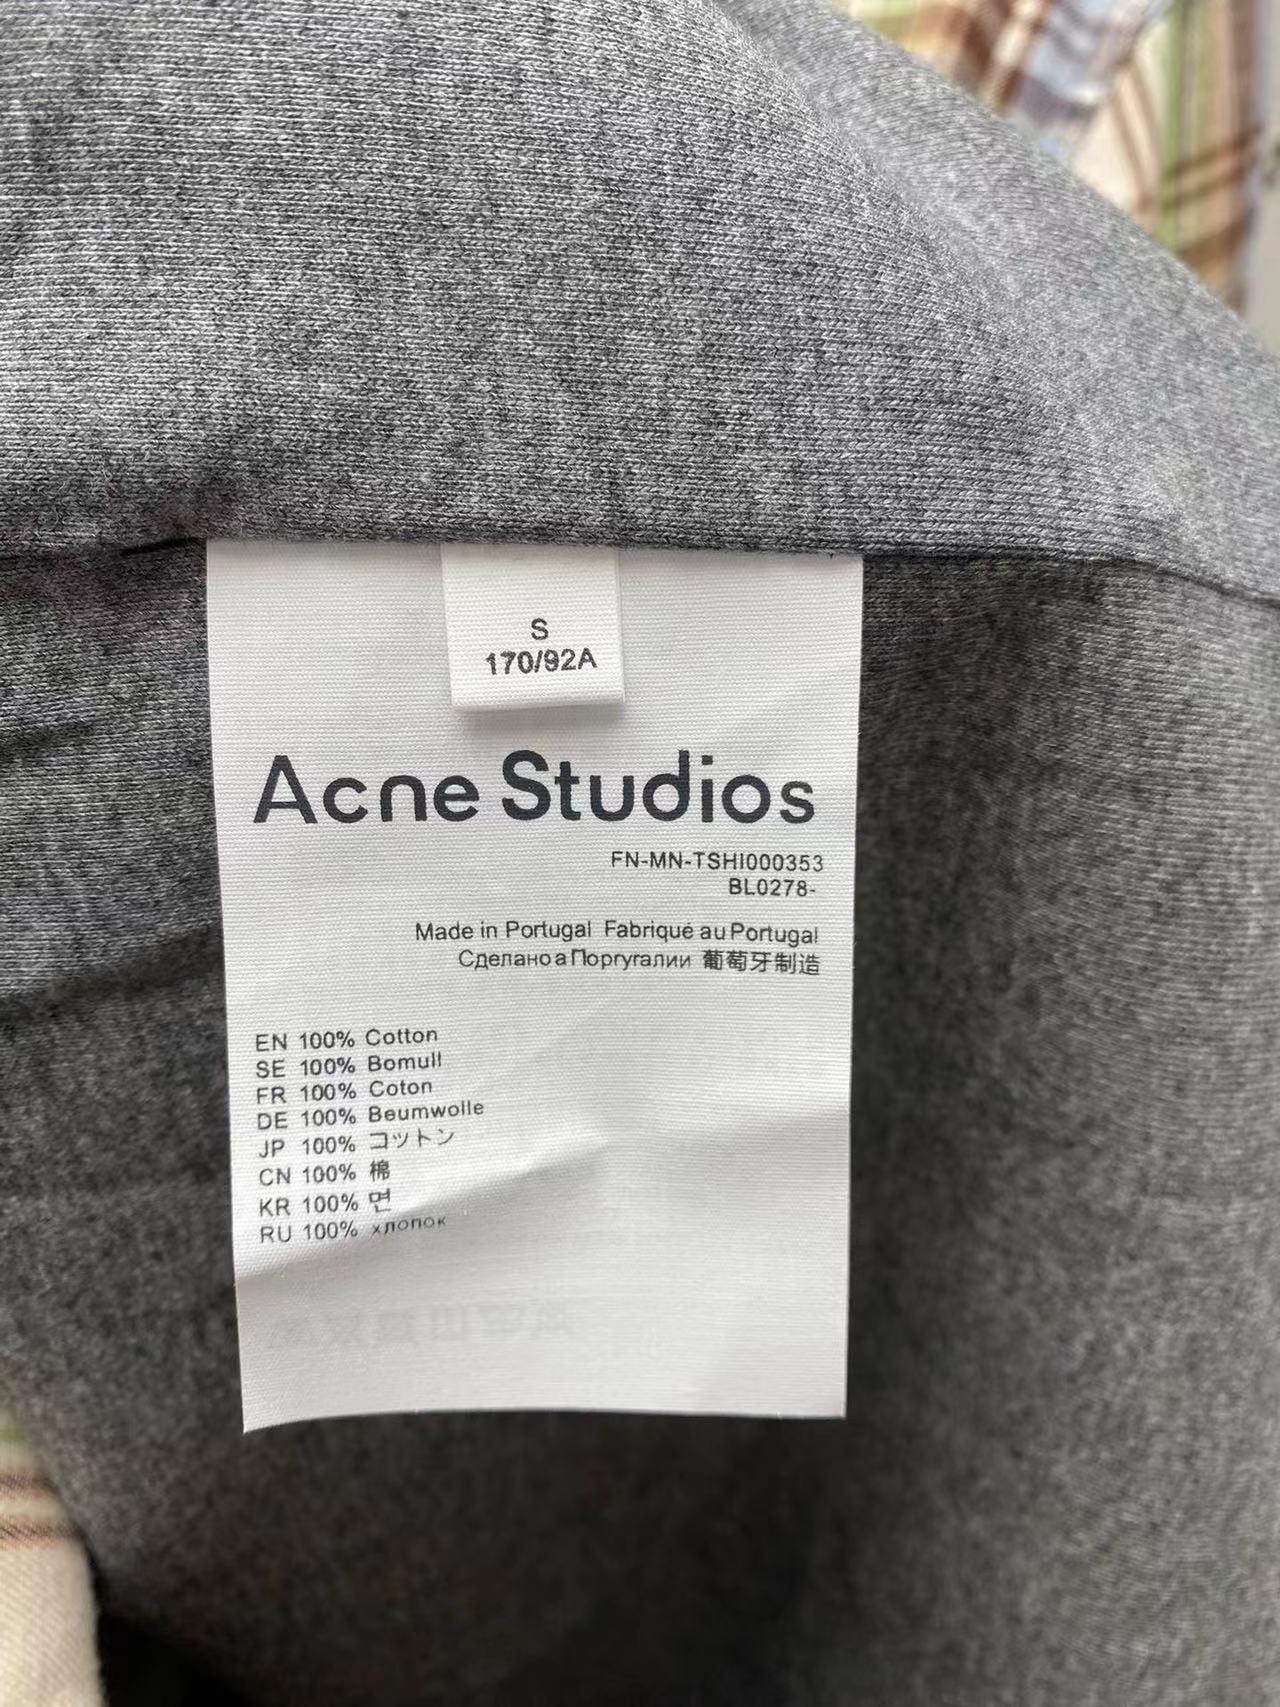 S
170/92A
Acne Studios
FN-MN-TSHI000353
BL0278-
Made in Portugal Fabriqué au Portugal
Сделано а Поргугалии 葡萄牙制造
EN 100% Cotton
SE 100% Bomull
FR 100% Coton
DE 100% Beumwolle
JP 100% コットン
CN 100% 棉
KR 100% 면
RU 100% хлопок